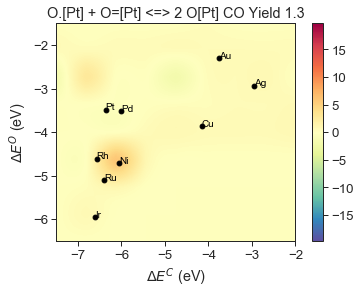 O.[Pt] + O=[Pt] <=> 2 O[Pt] CO Yield 1.3
−2
−3
−4
−5
−6
ΔE^O (eV)
Au
Ag
Pt
Pd
Cu
Rh
Ni
Ru
Ir
−7
−6
−5
−4
−3
−2
ΔE^C (eV)
15
10
5
0
−5
−10
−15